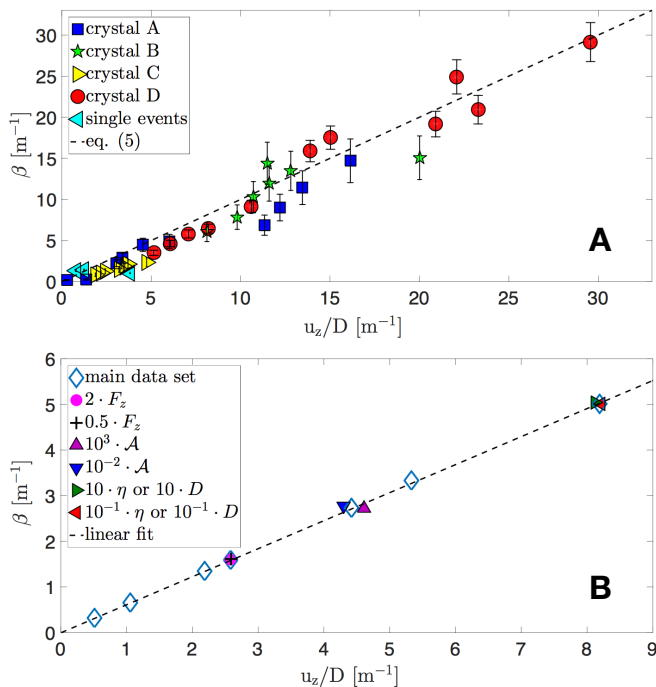 30
25
20
15
10
5
0
β [m⁻¹]
crystal A
crystal B
crystal C
crystal D
single events
eq. (5)
A
0 5 10 15 20 25 30
u_z/D [m⁻¹]
6
5
4
3
2
1
0
β [m⁻¹]
main data set
2 · F_z
0.5 · F_z
10³ · 𝒜
10⁻² · 𝒜
10 · η or 10 · D
10⁻¹ · η or 10⁻¹ · D
linear fit
B
0 1 2 3 4 5 6 7 8 9
u_z/D [m⁻¹]